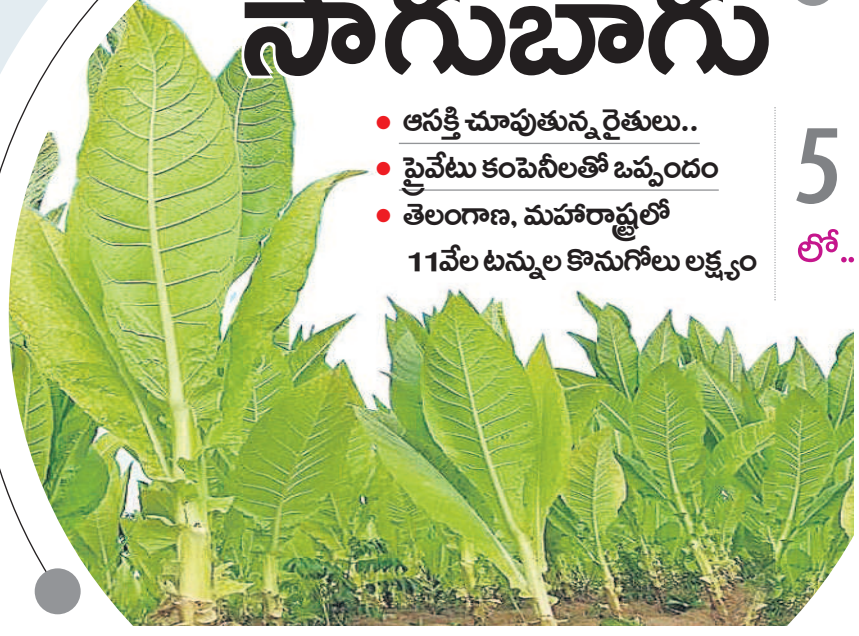 సాగుబాగు
ఆసక్తి చూపుతున్న రైతులు..
ప్రైవేటు కంపెనీలతో ఒప్పందం
తెలంగాణ, మహారాష్ట్రలో
11వేల టన్నుల కొనుగోలు లక్ష్యం
5
లో..